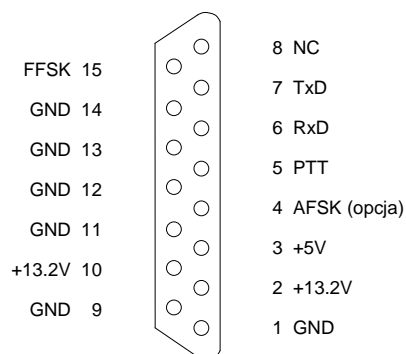 8 NC
FFSK 15
7 TxD
GND 14
6 RxD
GND 13
5 PTT
GND 12
4 AFSK (opcja)
GND 11
3 +5V
+13.2V 10
2 +13.2V
GND 9
1 GND